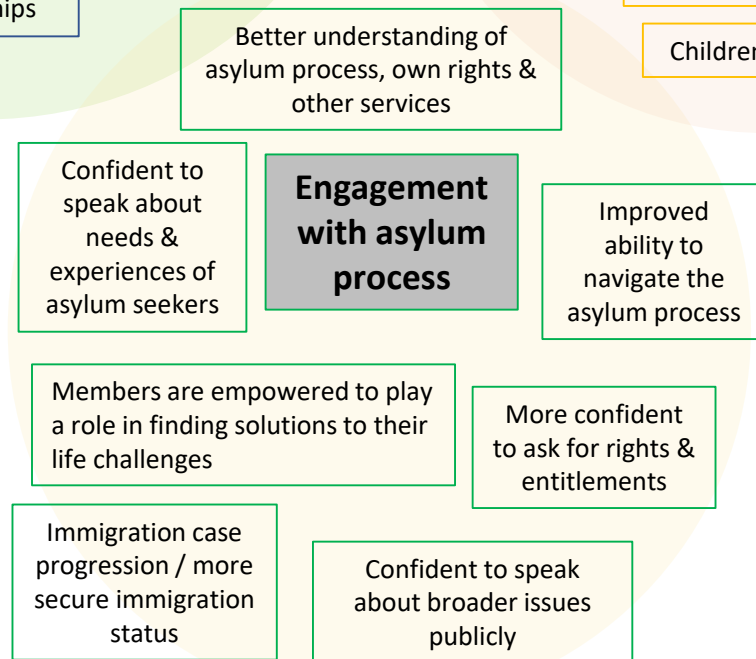 hips
Children
Better understanding of
asylum process, own rights &
other services
Confident to
speak about
needs &
experiences of
asylum seekers
Engagement
with asylum
process
Improved
ability to
navigate the
asylum process
Members are empowered to play
a role in finding solutions to their
life challenges
More confident
to ask for rights &
entitlements
Immigration case
progression / more
secure immigration
status
Confident to speak
about broader issues
publicly